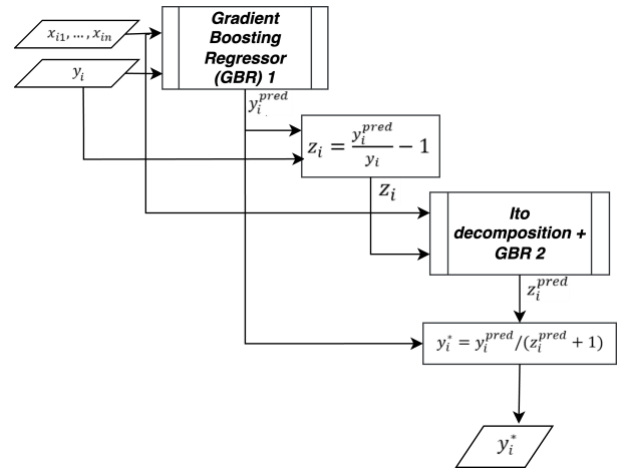 x_{i1}, ..., x_{in}
y_i
Gradient
Boosting
Regressor
(GBR) 1
y_i^{pred}
z_i = \frac{y_i^{pred}}{y_i} - 1
z_i
Ito
decomposition +
GBR 2
z_i^{pred}
y_i^* = y_i^{pred}/(z_i^{pred} + 1)
y_i^*